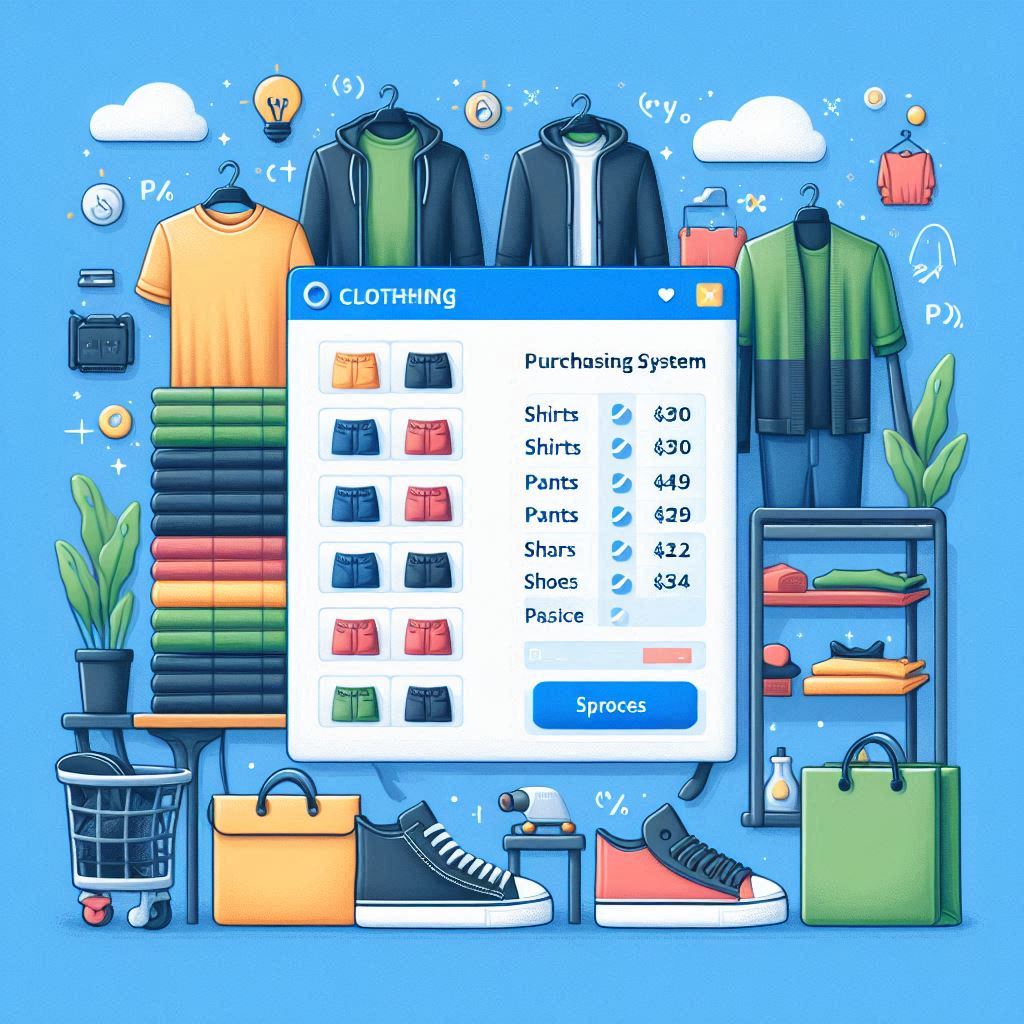 P%
CLOTHING
Purchasing System
Shirts $30
Shirts $30
Pants $49
Pants $29
Shars $22
Shoes $34
Pasice
Sproces